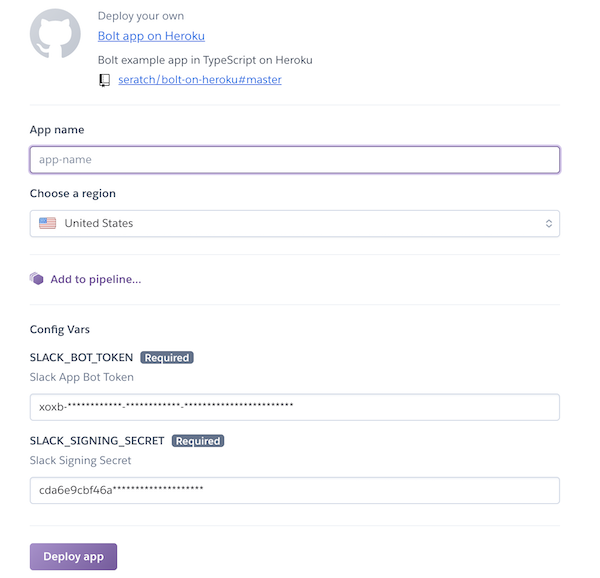 Deploy your own
Bolt app on Heroku
Bolt example app in TypeScript on Heroku
seratch/bolt-on-heroku#master
App name
app-name
Choose a region
United States
Add to pipeline...
Config Vars
SLACK_BOT_TOKEN Required
Slack App Bot Token
xoxb-************-************-************************
SLACK_SIGNING_SECRET Required
Slack Signing Secret
cda6e9cbf46a********************
Deploy app